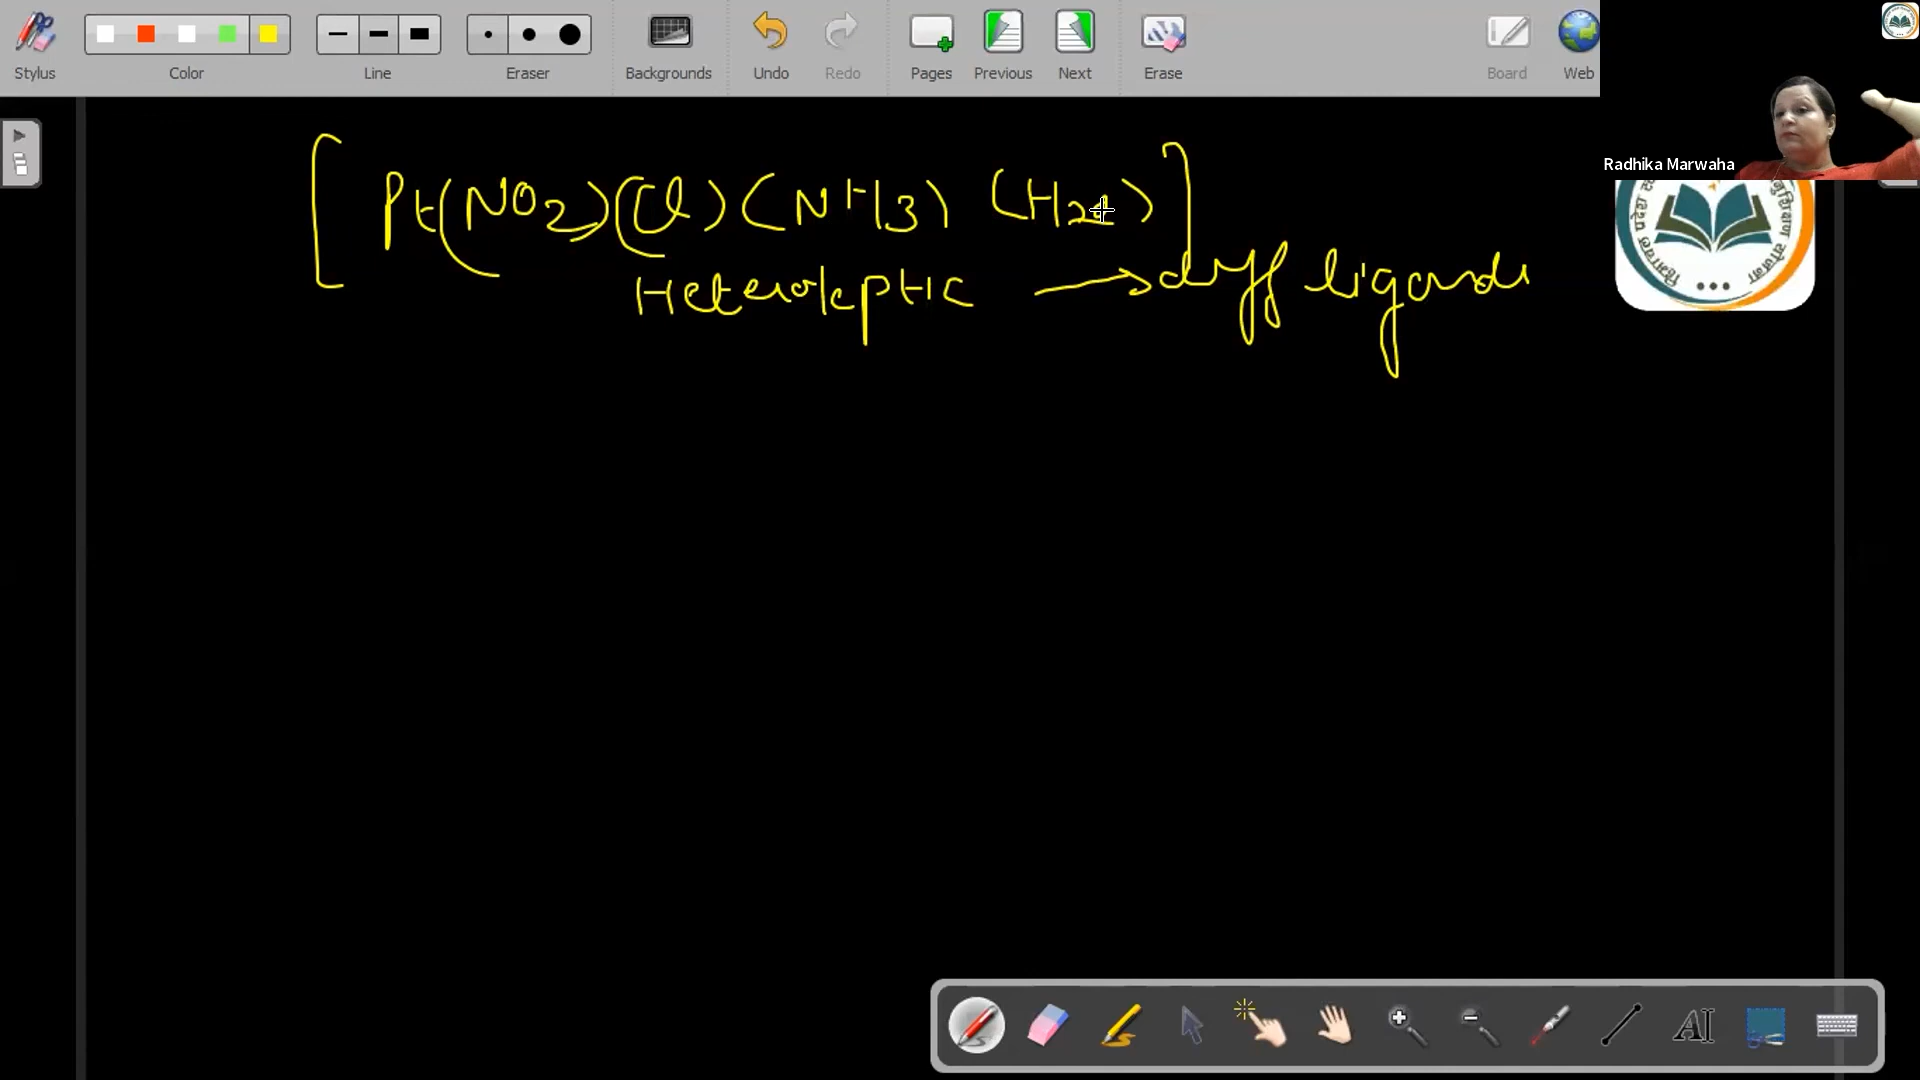 Stylus Color Line Eraser Backgrounds Undo Redo Pages Previous Next Erase Board Web
Radhika Marwaha
[Pt(NO2)(Cl)(NH3) (H2O)]
Heteroleptic → diff ligands